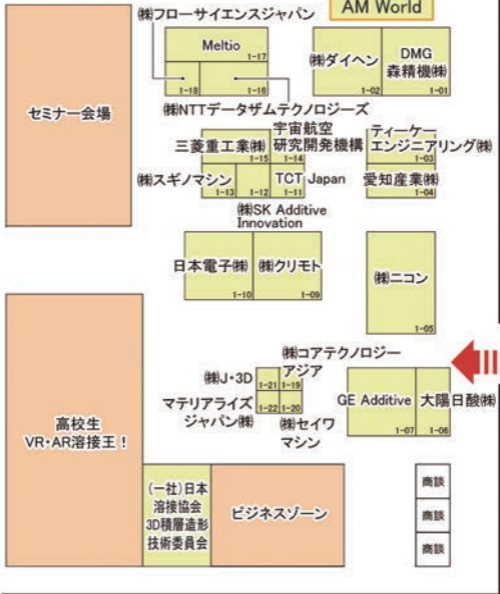 AM World
㈱フローサイエンスジャパン
Meltio
1-17
1-18
1-16
㈱ダイヘン
1-02
DMG
森精機㈱
1-01
セミナー会場
㈱NTTデータザムテクノロジーズ
三菱重工業㈱
1-15
宇宙航空
研究開発機構
1-14
ティーケー
エンジニアリング㈱
1-03
㈱スギノマシン
1-13
1-12
TCT Japan
1-11
愛知産業㈱
1-04
㈱SK Additive
Innovation
日本電子㈱
1-10
㈱クリモト
1-09
㈱ニコン
1-05
㈱コアテクノロジー
アジア
㈱J・3D
1-21
1-19
マテリアライズ
ジャパン㈱
1-22
1-20
㈱セイワ
マシン
GE Additive
1-07
大陽日酸㈱
1-06
高校生
VR・AR溶接王！
(一社)日本
溶接協会
3D積層造形
技術委員会
ビジネスゾーン
商談
商談
商談